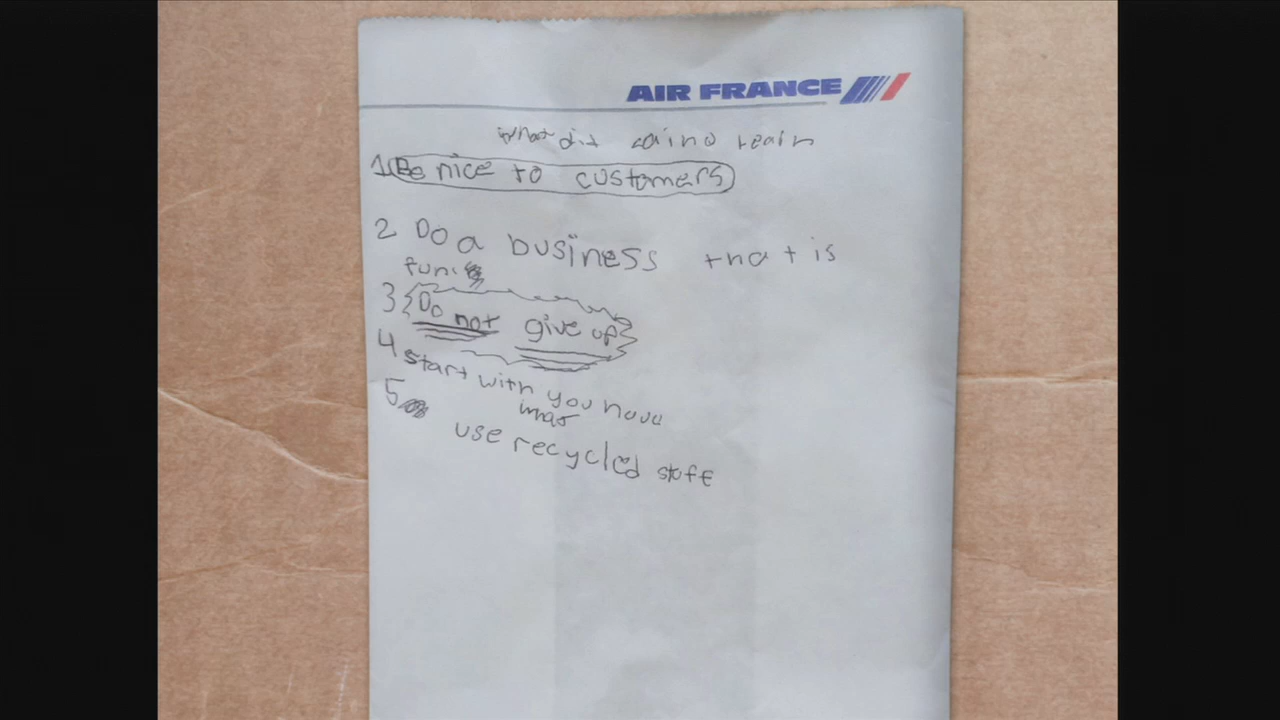 AIR FRANCE
What did caino learn
1 Be nice to customers
2 Do a business that is
fun.
3 Do not give up
4 start with you have
what
5
use recycled stuff